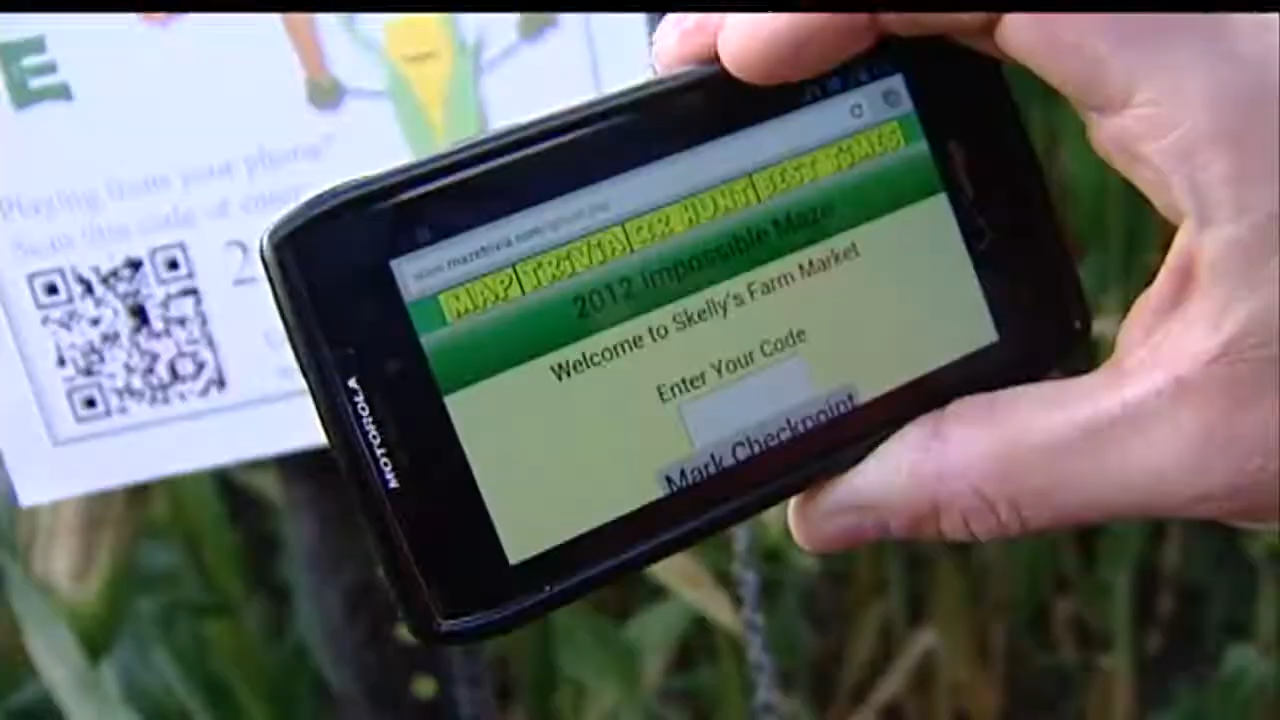 E
Playing from your phone?
Scan this code or enter
2
MOTOROLA
MAP TRIVIA QR HUNT BEST TIMES
2012 Impossible Maze
Welcome to Skelly's Farm Market
Enter Your Code
Mark Checkpoint